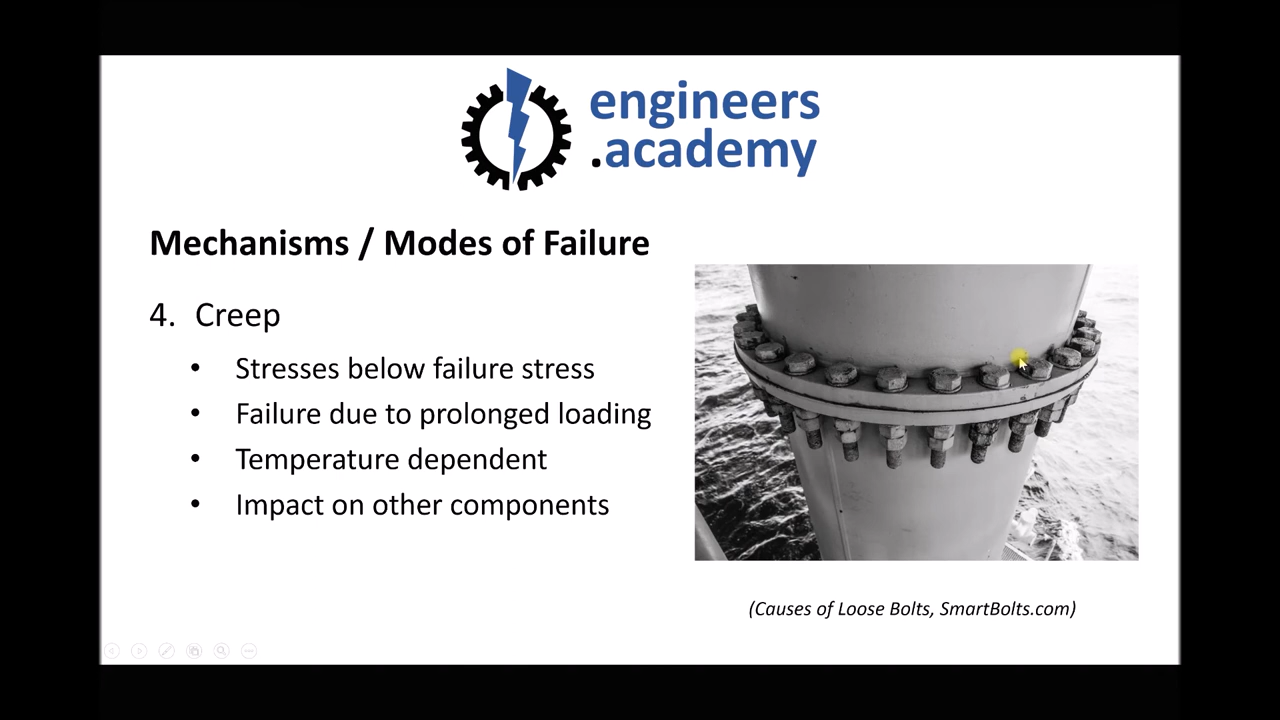 engineers
.academy
Mechanisms / Modes of Failure
4. Creep
• Stresses below failure stress
• Failure due to prolonged loading
• Temperature dependent
• Impact on other components
(Causes of Loose Bolts, SmartBolts.com)